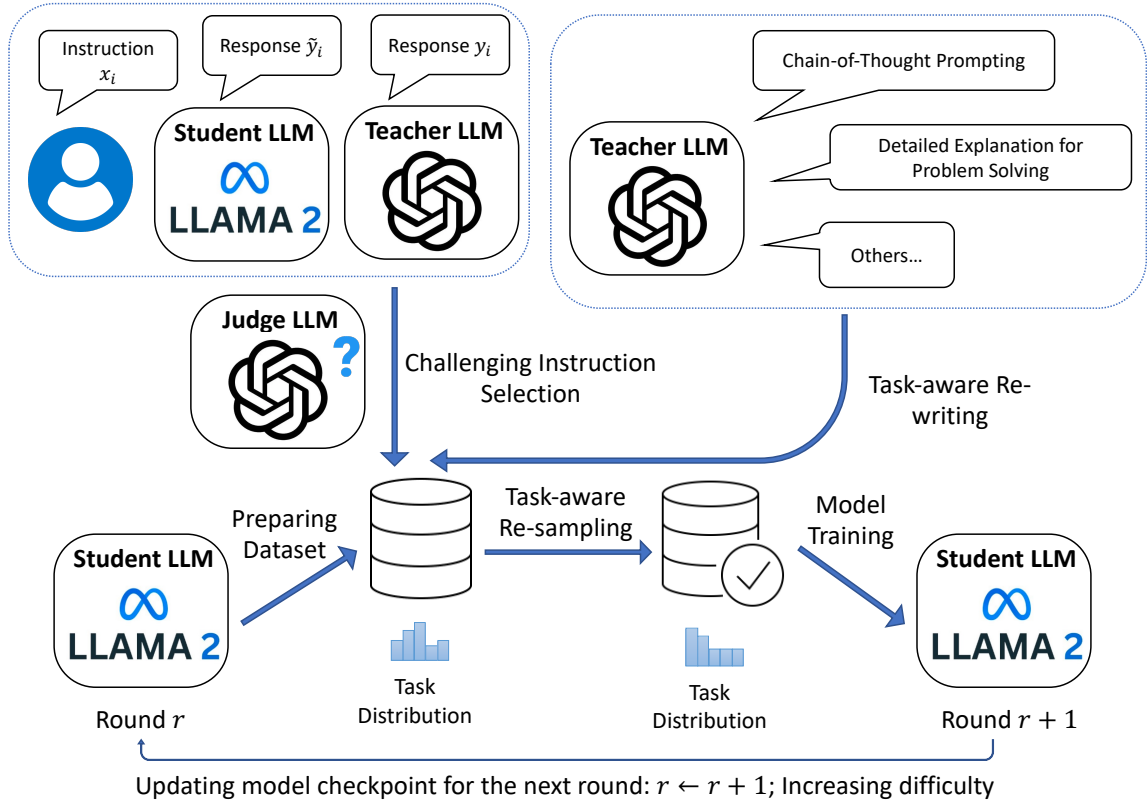 Instruction
x_i
Response ỹ_i
Response y_i
Student LLM
LLAMA 2
Teacher LLM
Chain-of-Thought Prompting
Teacher LLM
Detailed Explanation for
Problem Solving
Others...
Judge LLM
?
Challenging Instruction
Selection
Task-aware Re-
writing
Preparing
Dataset
Task-aware
Re-sampling
Model
Training
Student LLM
LLAMA 2
Student LLM
LLAMA 2
Task
Distribution
Task
Distribution
Round r
Round r + 1
Updating model checkpoint for the next round: r ← r + 1; Increasing difficulty